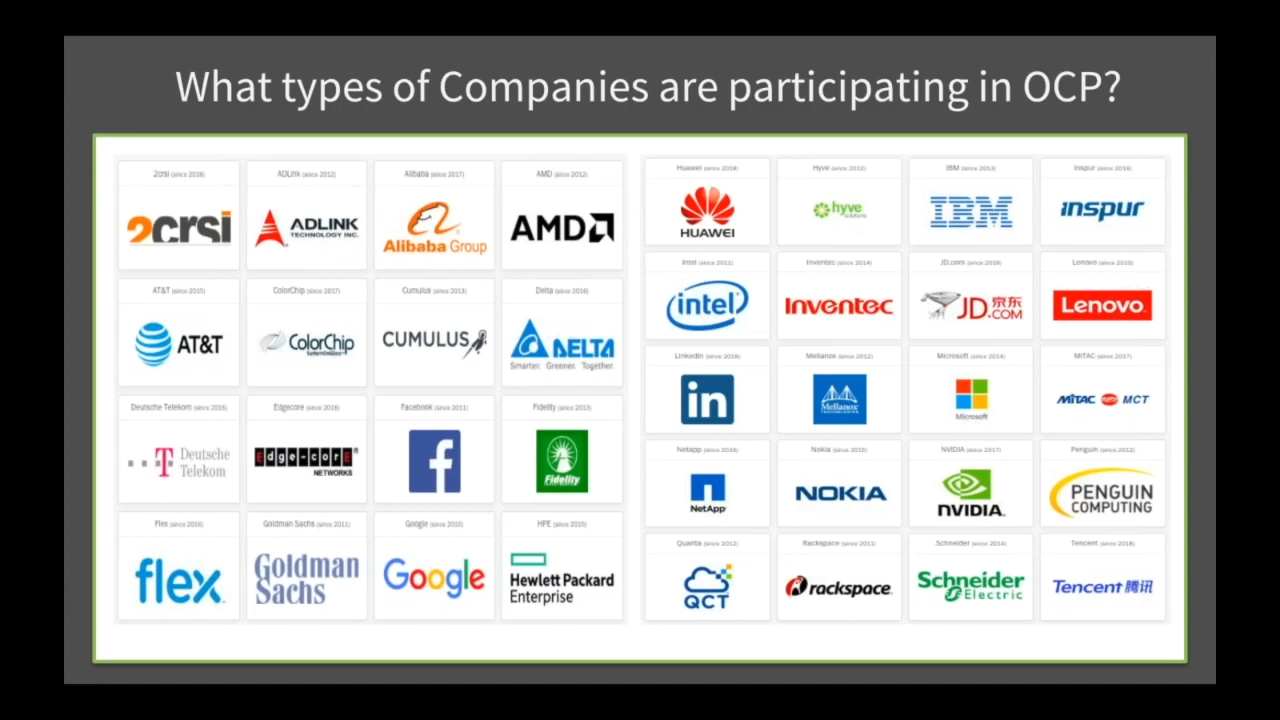 What types of Companies are participating in OCP?
2crsi (since 2018) ADLink (since 2012) Alibaba (since 2017) AMD (since 2012)
2crsi ADLINK TECHNOLOGY INC. Alibaba Group AMD
AT&T (since 2015) ColorChip (since 2017) Cumulus (since 2013) Delta (since 2016)
AT&T ColorChip CUMULUS DELTA
Smarter. Greener. Together.
Deutsche Telekom (since 2015) Edgecore (since 2016) Facebook (since 2011) Fidelity (since 2013)
Deutsche Telekom Edge-corE NETWORKS f Fidelity
Flex (since 2016) Goldman Sachs (since 2011) Google (since 2015) HPE (since 2015)
flex Goldman Sachs Google Hewlett Packard Enterprise
Huawei (since 2018) Hyve (since 2012) IBM (since 2013) Inspur (since 2016)
HUAWEI hyve solutions IBM inspur
Intel (since 2011) Inventec (since 2014) JD.com (since 2018) Lenovo
intel Inventec JD.COM 京东 Lenovo
LinkedIn Mellanox (since 2012) Microsoft (since 2014) MiTAC (since 2017)
in Mellanox TECHNOLOGIES Microsoft MiTAC MCT
Netapp (since 2016) Nokia (since 2015) NVIDIA (since 2017) Penguin (since 2012)
NetApp NOKIA NVIDIA PENGUIN COMPUTING
Quanta (since 2012) Rackspace (since 2011) Schneider (since 2014) Tencent (since 2018)
QCT rackspace Schneider Electric Tencent 腾讯